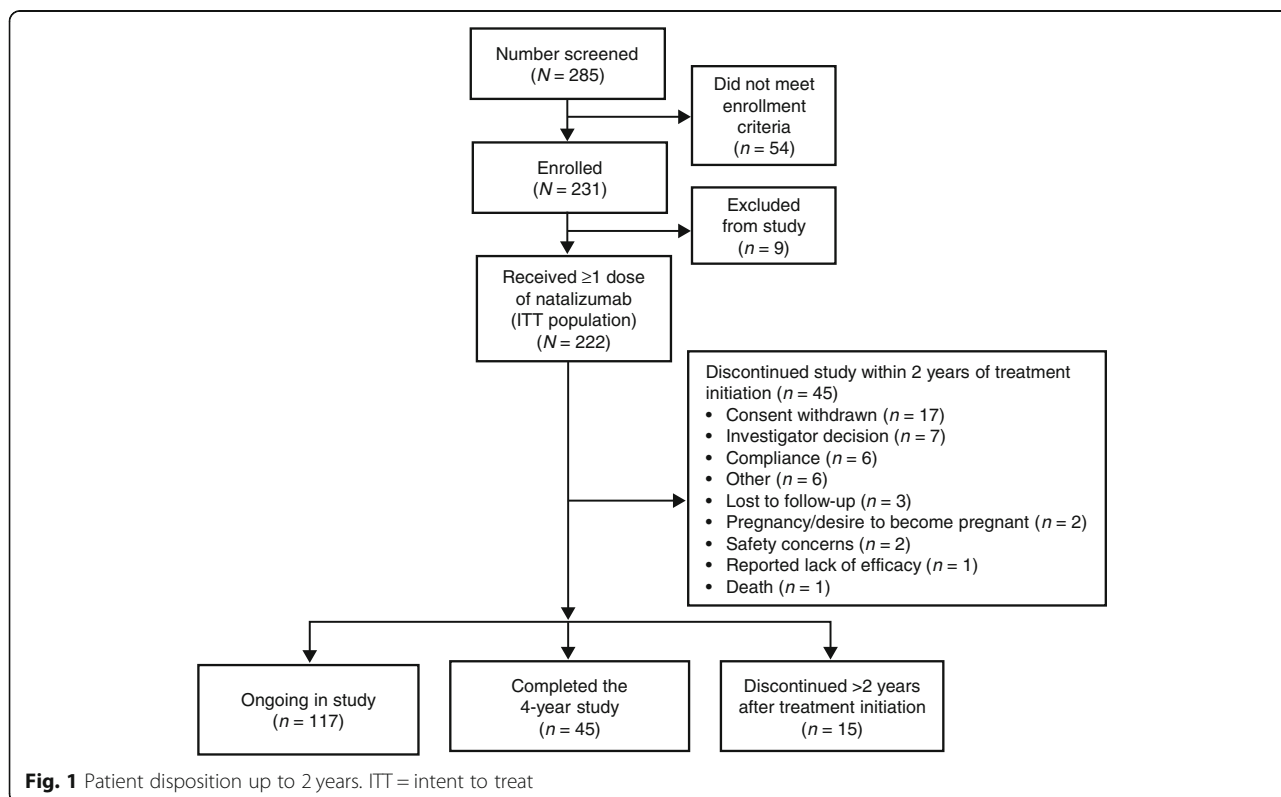 Number screened
(N = 285)
Did not meet
enrollment
criteria
(n = 54)
Enrolled
(N = 231)
Excluded
from study
(n = 9)
Received ≥1 dose
of natalizumab
(ITT population)
(N = 222)
Discontinued study within 2 years of treatment
initiation (n = 45)
• Consent withdrawn (n = 17)
• Investigator decision (n = 7)
• Compliance (n = 6)
• Other (n = 6)
• Lost to follow-up (n = 3)
• Pregnancy/desire to become pregnant (n = 2)
• Safety concerns (n = 2)
• Reported lack of efficacy (n = 1)
• Death (n = 1)
Ongoing in study
(n = 117)
Completed the
4-year study
(n = 45)
Discontinued >2 years
after treatment initiation
(n = 15)
Fig. 1 Patient disposition up to 2 years. ITT = intent to treat